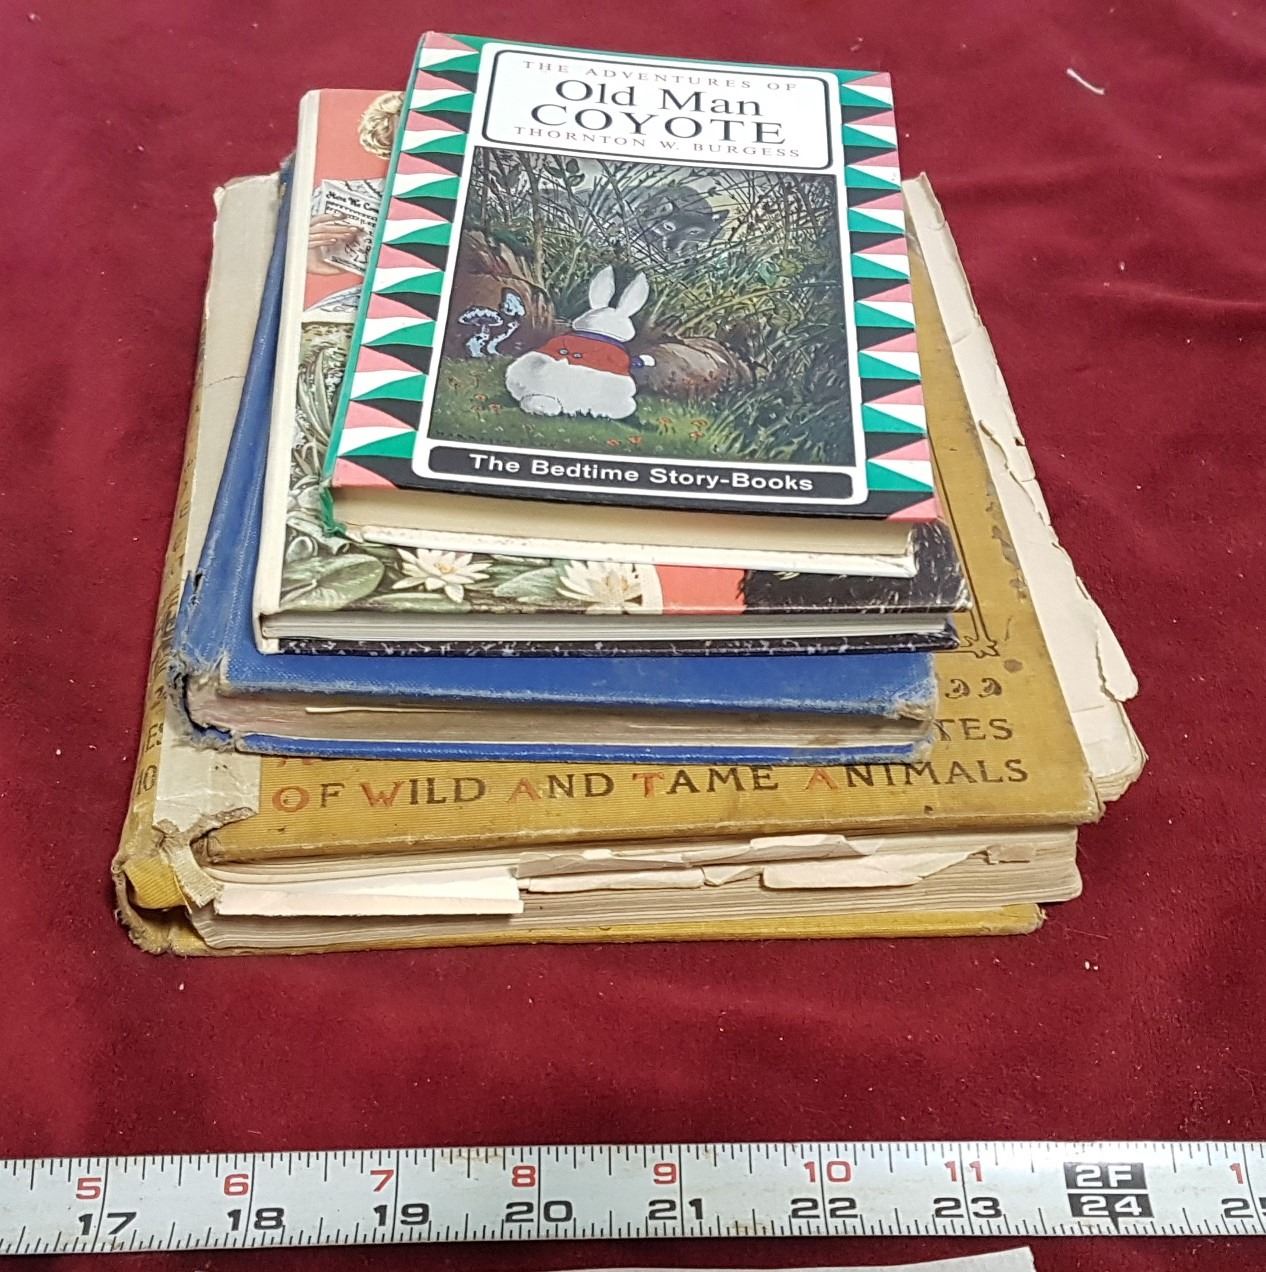 THE ADVENTURES OF
Old Man
COYOTE
THORNTON W. BURGESS
The Bedtime Story-Books
OF WILD AND TAME ANIMALS
5 6 7 8 9 10 11 2F 1
17 18 19 20 21 22 23 24